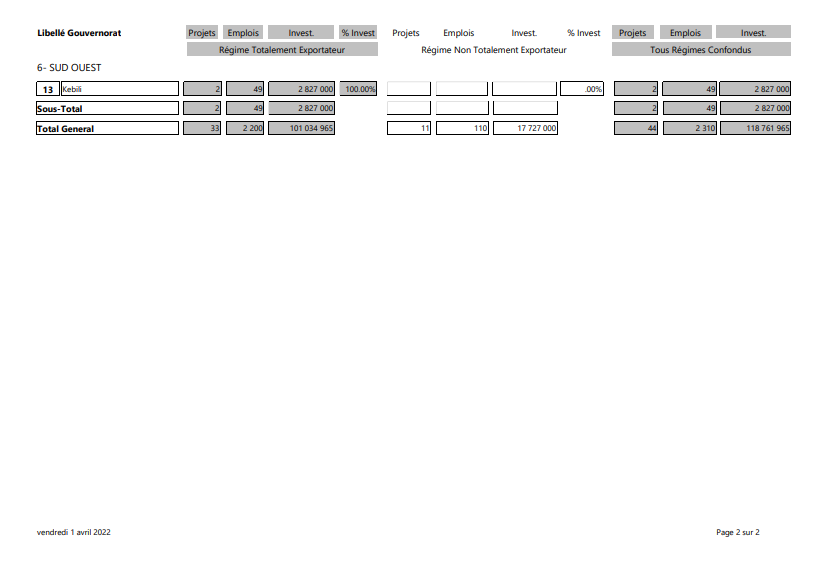 Libellé Gouvernorat Projets Emplois Invest. % Invest Projets Emplois Invest. % Invest Projets Emplois Invest.
Régime Totalement Exportateur Régime Non Totalement Exportateur Tous Régimes Confondus
6- SUD OUEST
13 Kebili 2 49 2 827 000 100.00% .00% 2 49 2 827 000
Sous-Total 2 49 2 827 000 2 49 2 827 000
Total General 33 2 200 101 034 965 11 110 17 727 000 44 2 310 118 761 965
vendredi 1 avril 2022 Page 2 sur 2